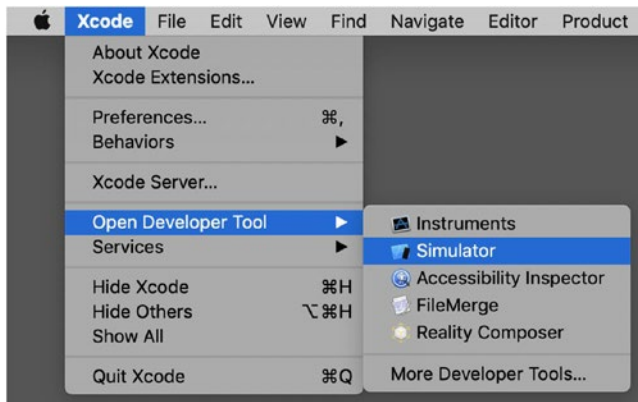 Xcode File Edit View Find Navigate Editor Product
About Xcode
Xcode Extensions...
Preferences... ⌘,
Behaviors ▶
Xcode Server...
Open Developer Tool ▶
Services ▶
Hide Xcode ⌘H
Hide Others ⌥⌘H
Show All
Quit Xcode ⌘Q
Instruments
Simulator
Accessibility Inspector
FileMerge
Reality Composer
More Developer Tools...